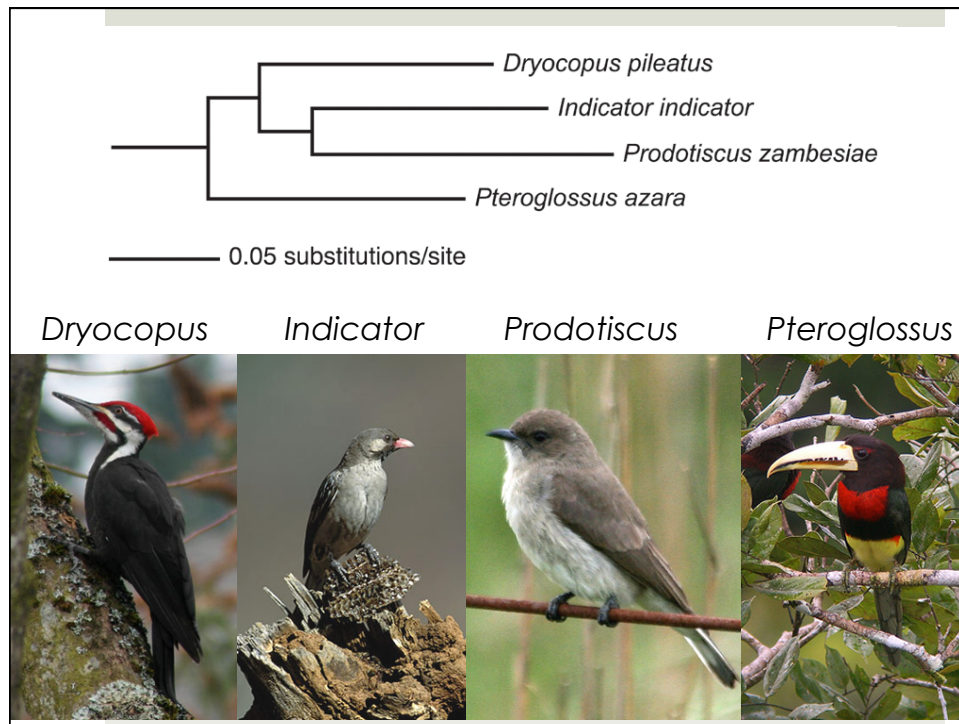 Dryocopus pileatus
Indicator indicator
Prodotiscus zambesiae
Pteroglossus azara
0.05 substitutions/site
Dryocopus Indicator Prodotiscus Pteroglossus